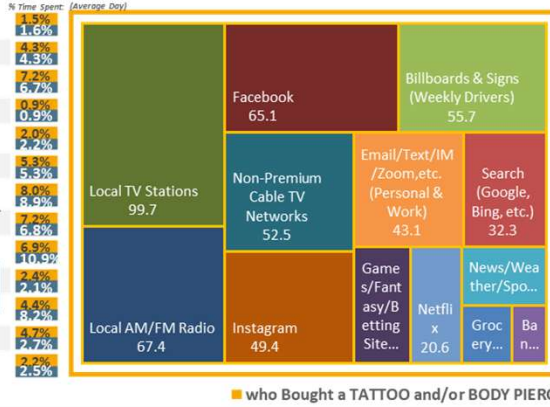 % Time Spent: (Average Day)
1.5%
1.6%
4.3%
4.3%
7.2%
6.7%
0.9%
0.9%
2.0%
2.2%
5.3%
5.3%
8.0%
8.9%
7.2%
6.8%
6.9%
10.9%
2.4%
2.1%
4.4%
8.2%
4.7%
2.7%
2.2%
2.5%
Local TV Stations
99.7
Local AM/FM Radio
67.4
Facebook
65.1
Non-Premium
Cable TV
Networks
52.5
Instagram
49.4
Billboards & Signs
(Weekly Drivers)
55.7
Email/Text/IM
/Zoom,etc.
(Personal &
Work)
43.1
Search
(Google,
Bing, etc.)
32.3
Game
s/Fant
asy/B
etting
Site...
Netfli
x
20.6
News/Wea
ther/Spo...
Groc
ery...
Ba
n...
who Bought a TATTOO and/or BODY PIERC